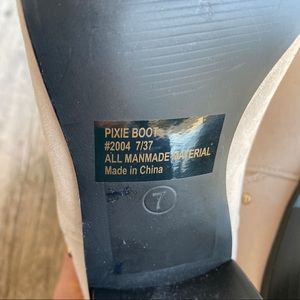 PIXIE BOOT
#2004 7/37
ALL MANMADE MATERIAL
Made in China
7